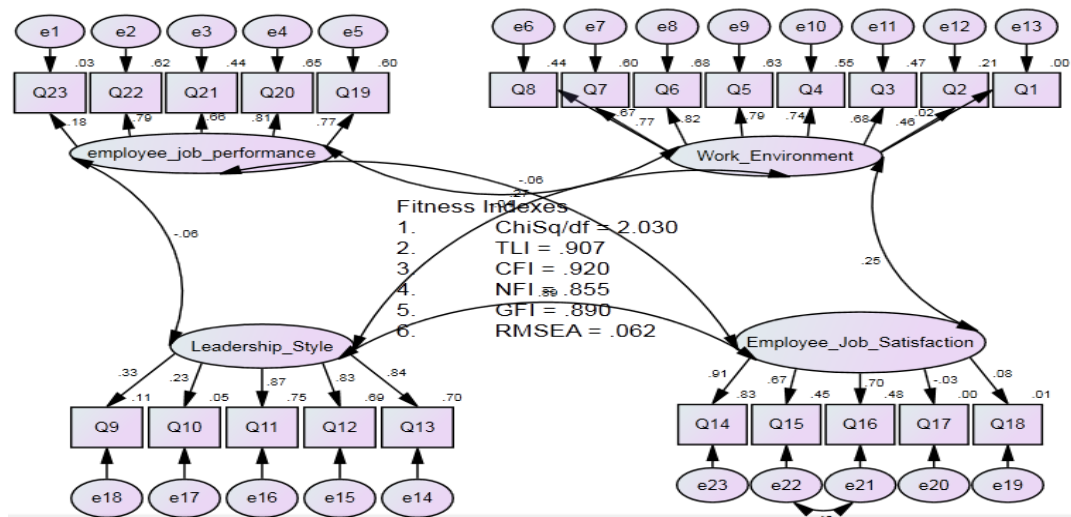 e1 e2 e3 e4 e5 e6 e7 e8 e9 e10 e11 e12 e13
.03 .62 .44 .65 .60 .44 .60 .68 .63 .55 .47 .21 .00
Q23 Q22 Q21 Q20 Q19 Q8 Q7 Q6 Q5 Q4 Q3 Q2 Q1
.18 .79 .66 .81 .77 .67 .77 .82 .79 .74 .68 .46 .02
employee_job_performance Work_Environment
-.06
.27
Fitness Indexes
1. ChiSq/df = 2.030
-.06
2. TLI = .907
3. CFI = .920
.25
4. NFI = .855
.89
5. GFI = .890
6. RMSEA = .062
Leadership_Style Employee_Job_Satisfaction
.33 .23 .87 .83 .84 .91 .67 .70 -.03 .08
.11 .05 .75 .69 .70 .83 .45 .48 .00 .01
Q9 Q10 Q11 Q12 Q13 Q14 Q15 Q16 Q17 Q18
e18 e17 e16 e15 e14 e23 e22 e21 e20 e19